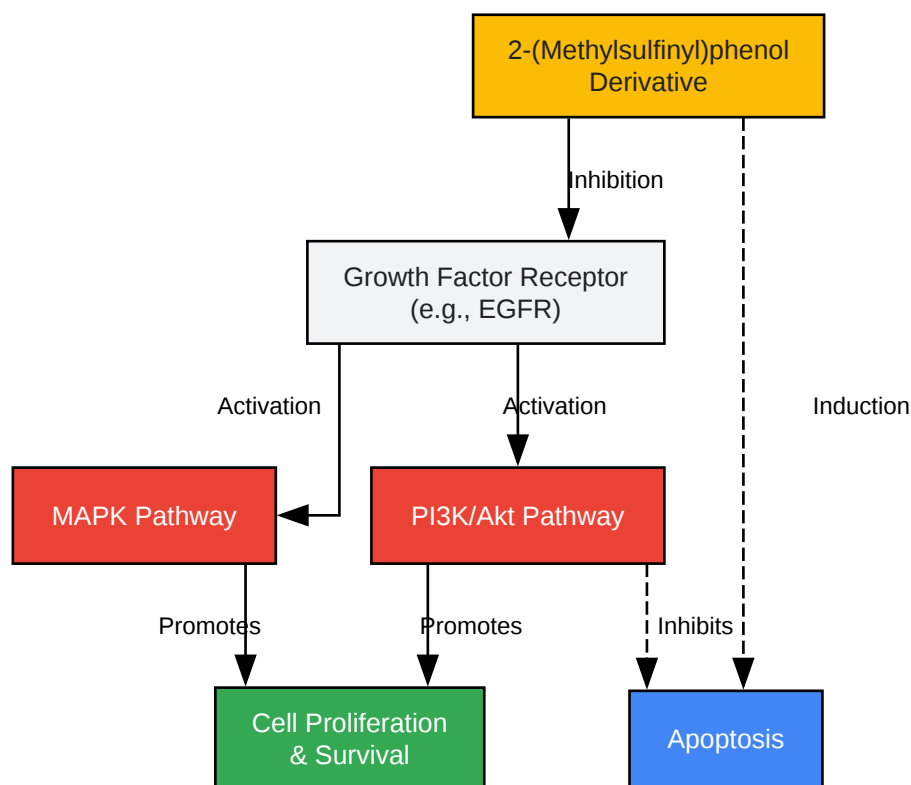 2-(Methylsulfinyl)phenol
Derivative
Inhibition
Growth Factor Receptor
(e.g., EGFR)
Activation
Activation
Induction
MAPK Pathway
PI3K/Akt Pathway
Promotes
Promotes
Inhibits
Cell Proliferation
& Survival
Apoptosis